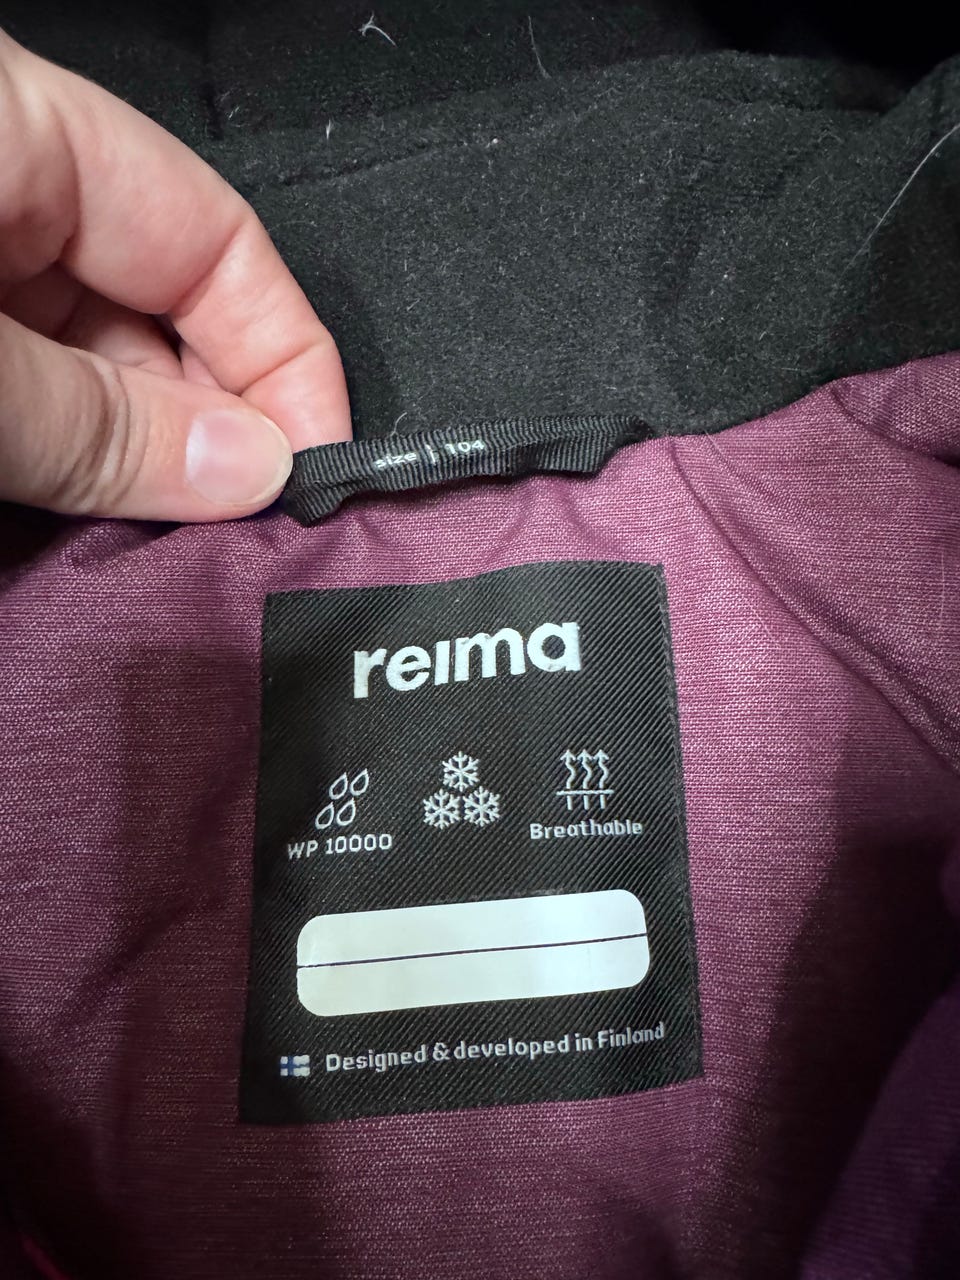 size | 104
reima
WP 10000
Breathable
Designed & developed in Finland